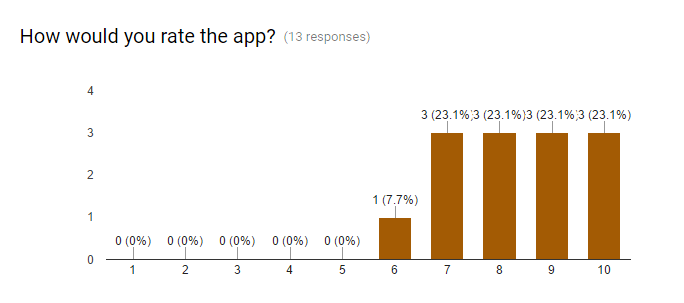 How would you rate the app? (13 responses)
4
3 (23.1%) 3 (23.1%) 3 (23.1%) 3 (23.1%)
3
2
1 (7.7%)
1
0 (0%) 0 (0%) 0 (0%) 0 (0%) 0 (0%)
0
1 2 3 4 5 6 7 8 9 10